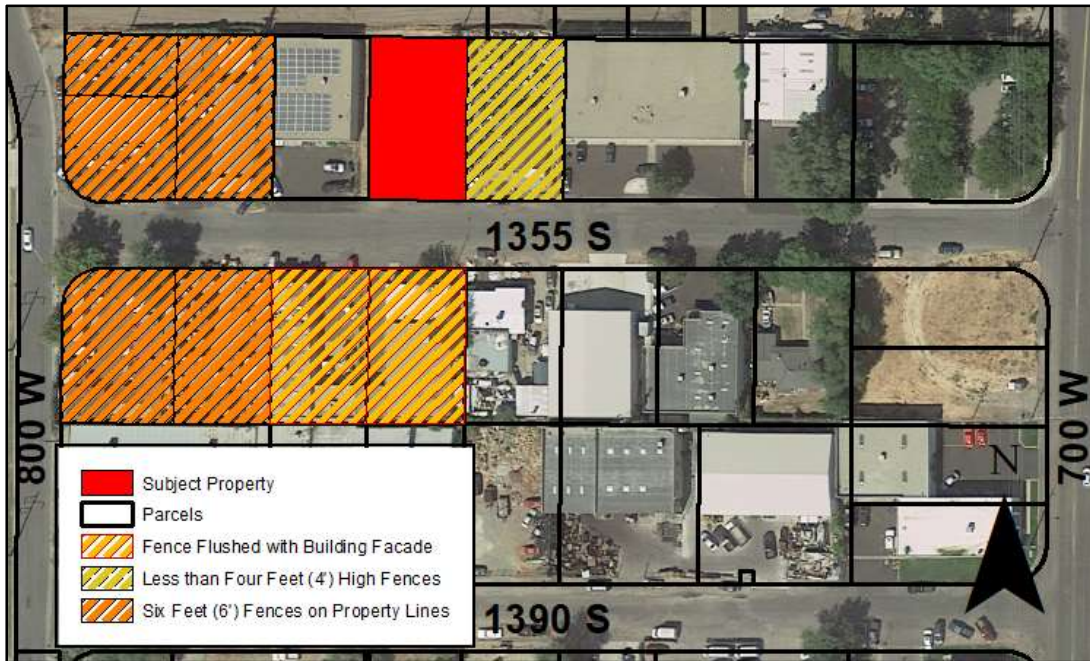 1355 S
800 W
700 W
N
Subject Property
Parcels
Fence Flushed with Building Facade
Less than Four Feet (4') High Fences
Six Feet (6') Fences on Property Lines
1390 S